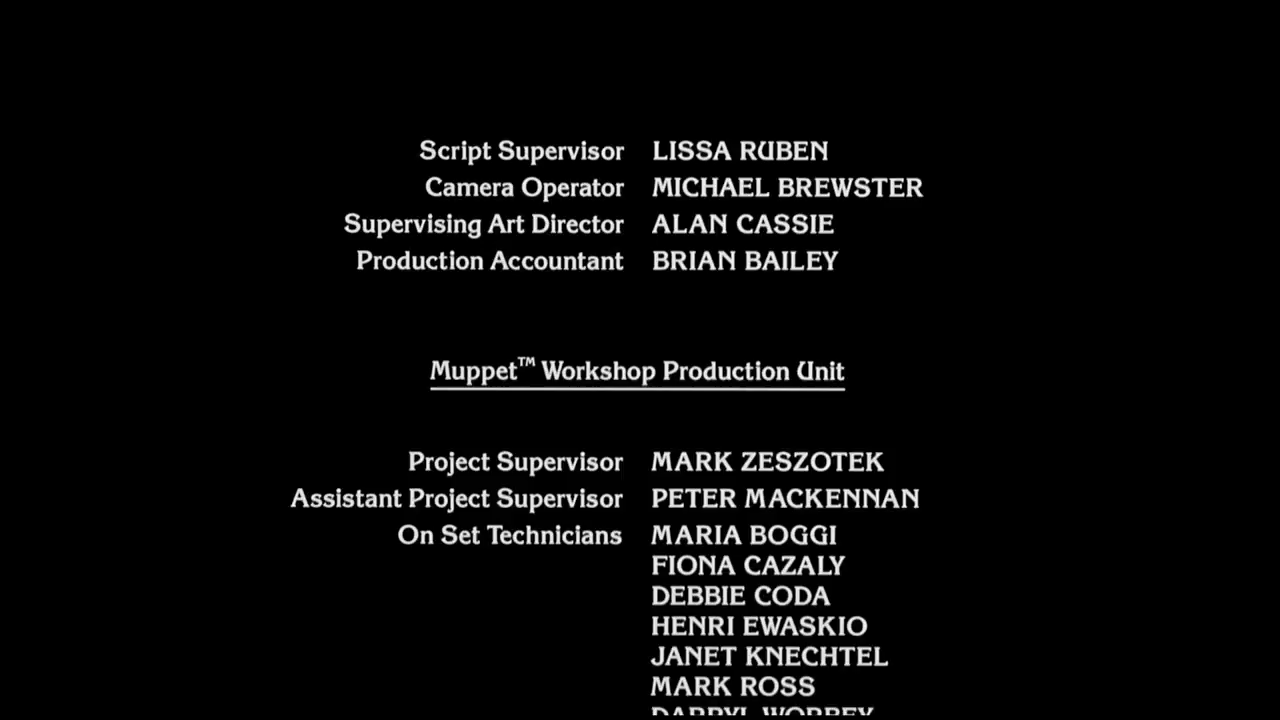 Script Supervisor LISSA RUBEN
Camera Operator MICHAEL BREWSTER
Supervising Art Director ALAN CASSIE
Production Accountant BRIAN BAILEY
Muppet™ Workshop Production Unit
Project Supervisor MARK ZESZOTEK
Assistant Project Supervisor PETER MACKENNAN
On Set Technicians MARIA BOGGI
FIONA CAZALY
DEBBIE CODA
HENRI EWASKIO
JANET KNECHTEL
MARK ROSS